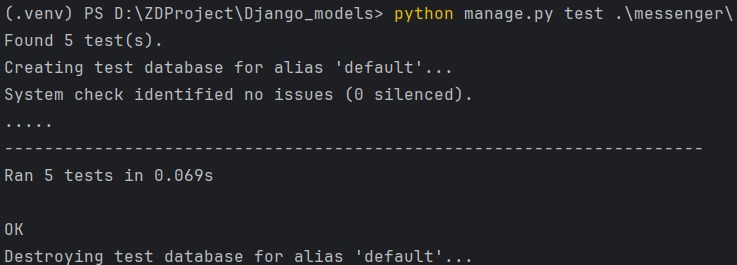 (.venv) PS D:\ZDProject\Django_models> python manage.py test .\messenger\
Found 5 test(s).
Creating test database for alias 'default'...
System check identified no issues (0 silenced).
.....
----------------------------------------------------------------------
Ran 5 tests in 0.069s

OK
Destroying test database for alias 'default'...